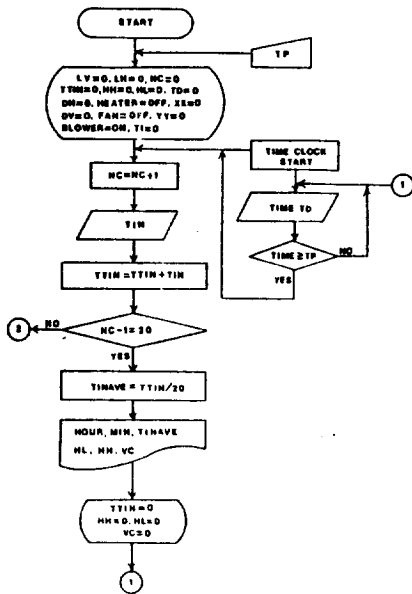 START
TP
LV=0, LH=0, NC=0
TTIN=0, HH=0, HL=0, TD=0
DH=0, HEATER=OFF, XX=0
DV=0, FAN=OFF, YY=0
BLOWER=ON, TI=0
TIME CLOCK
START
NC=NC+1
1
TIME TD
TIN
TIME≥TP
NO
YES
TTIN=TTIN+TIN
NO
NC-1=20
YES
TINAVE=TTIN/20
HOUR, MIN, TINAVE
HL, HH, VC
TTIN=0
HH=0, HL=0
VC=0
1